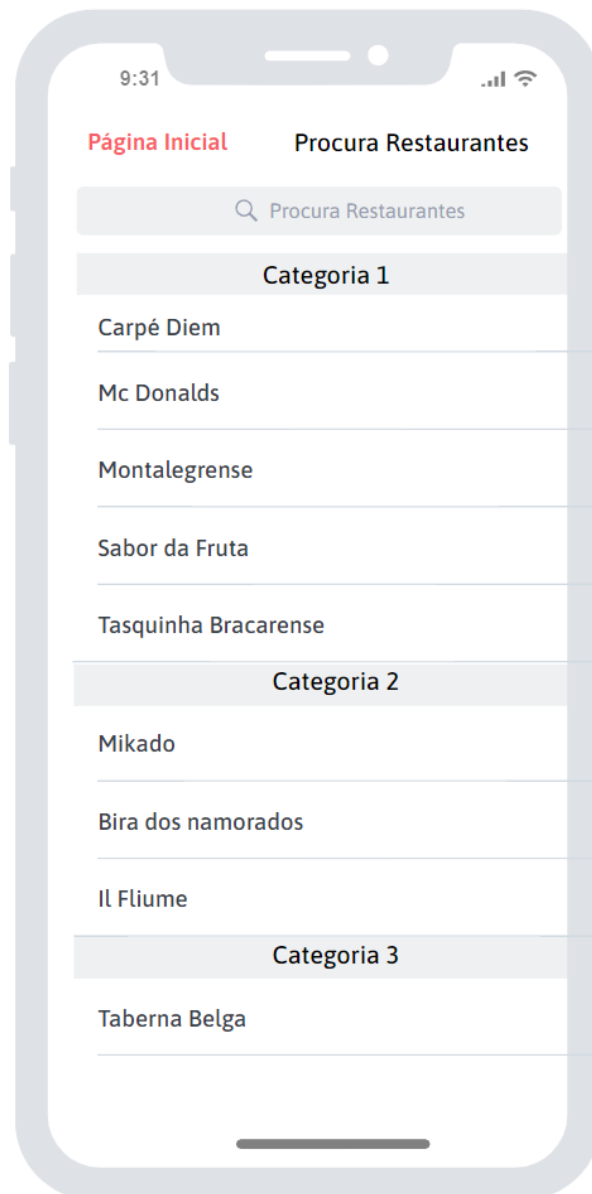 9:31
Página Inicial Procura Restaurantes
Procura Restaurantes
Categoria 1
Carpé Diem
Mc Donalds
Montalegrense
Sabor da Fruta
Tasquinha Bracarense
Categoria 2
Mikado
Bira dos namorados
Il Fliume
Categoria 3
Taberna Belga